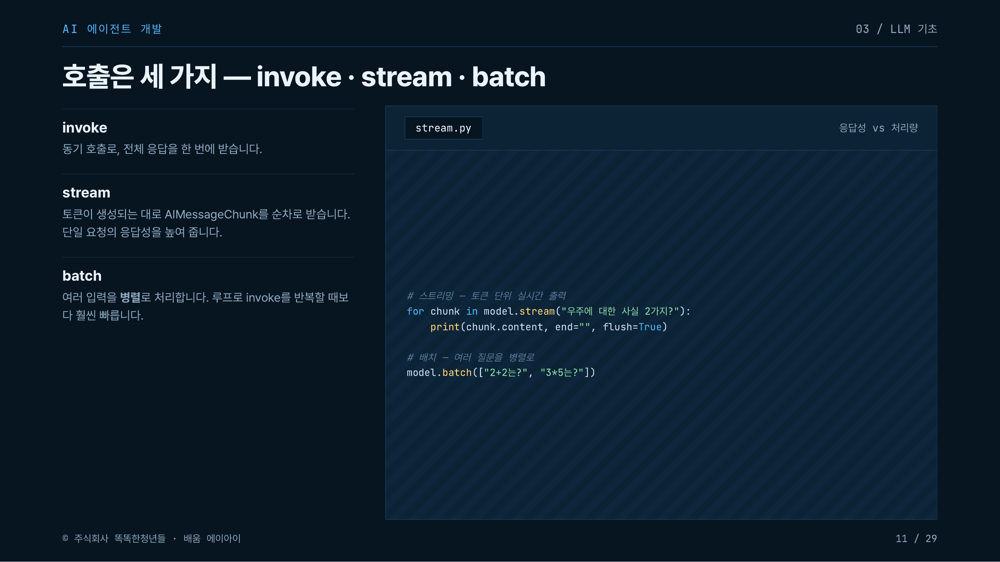 AI 에이전트 개발
03 / LLM 기초
호출은 세 가지 — invoke · stream · batch
invoke
동기 호출로, 전체 응답을 한 번에 받습니다.
stream
토큰이 생성되는 대로 AIMessageChunk를 순차로 받습니다.
단일 요청의 응답성을 높여 줍니다.
batch
여러 입력을 병렬로 처리합니다. 루프로 invoke를 반복할 때보
다 훨씬 빠릅니다.
stream.py
응답성 vs 처리량
# 스트리밍 — 토큰 단위 실시간 출력
for chunk in model.stream("우주에 대한 사실 2가지?"):
    print(chunk.content, end="", flush=True)
# 배치 — 여러 질문을 병렬로
model.batch(["2+2는?", "3*5는?"])
© 주식회사 똑똑한청년들 · 배움 에이아이
11 / 29